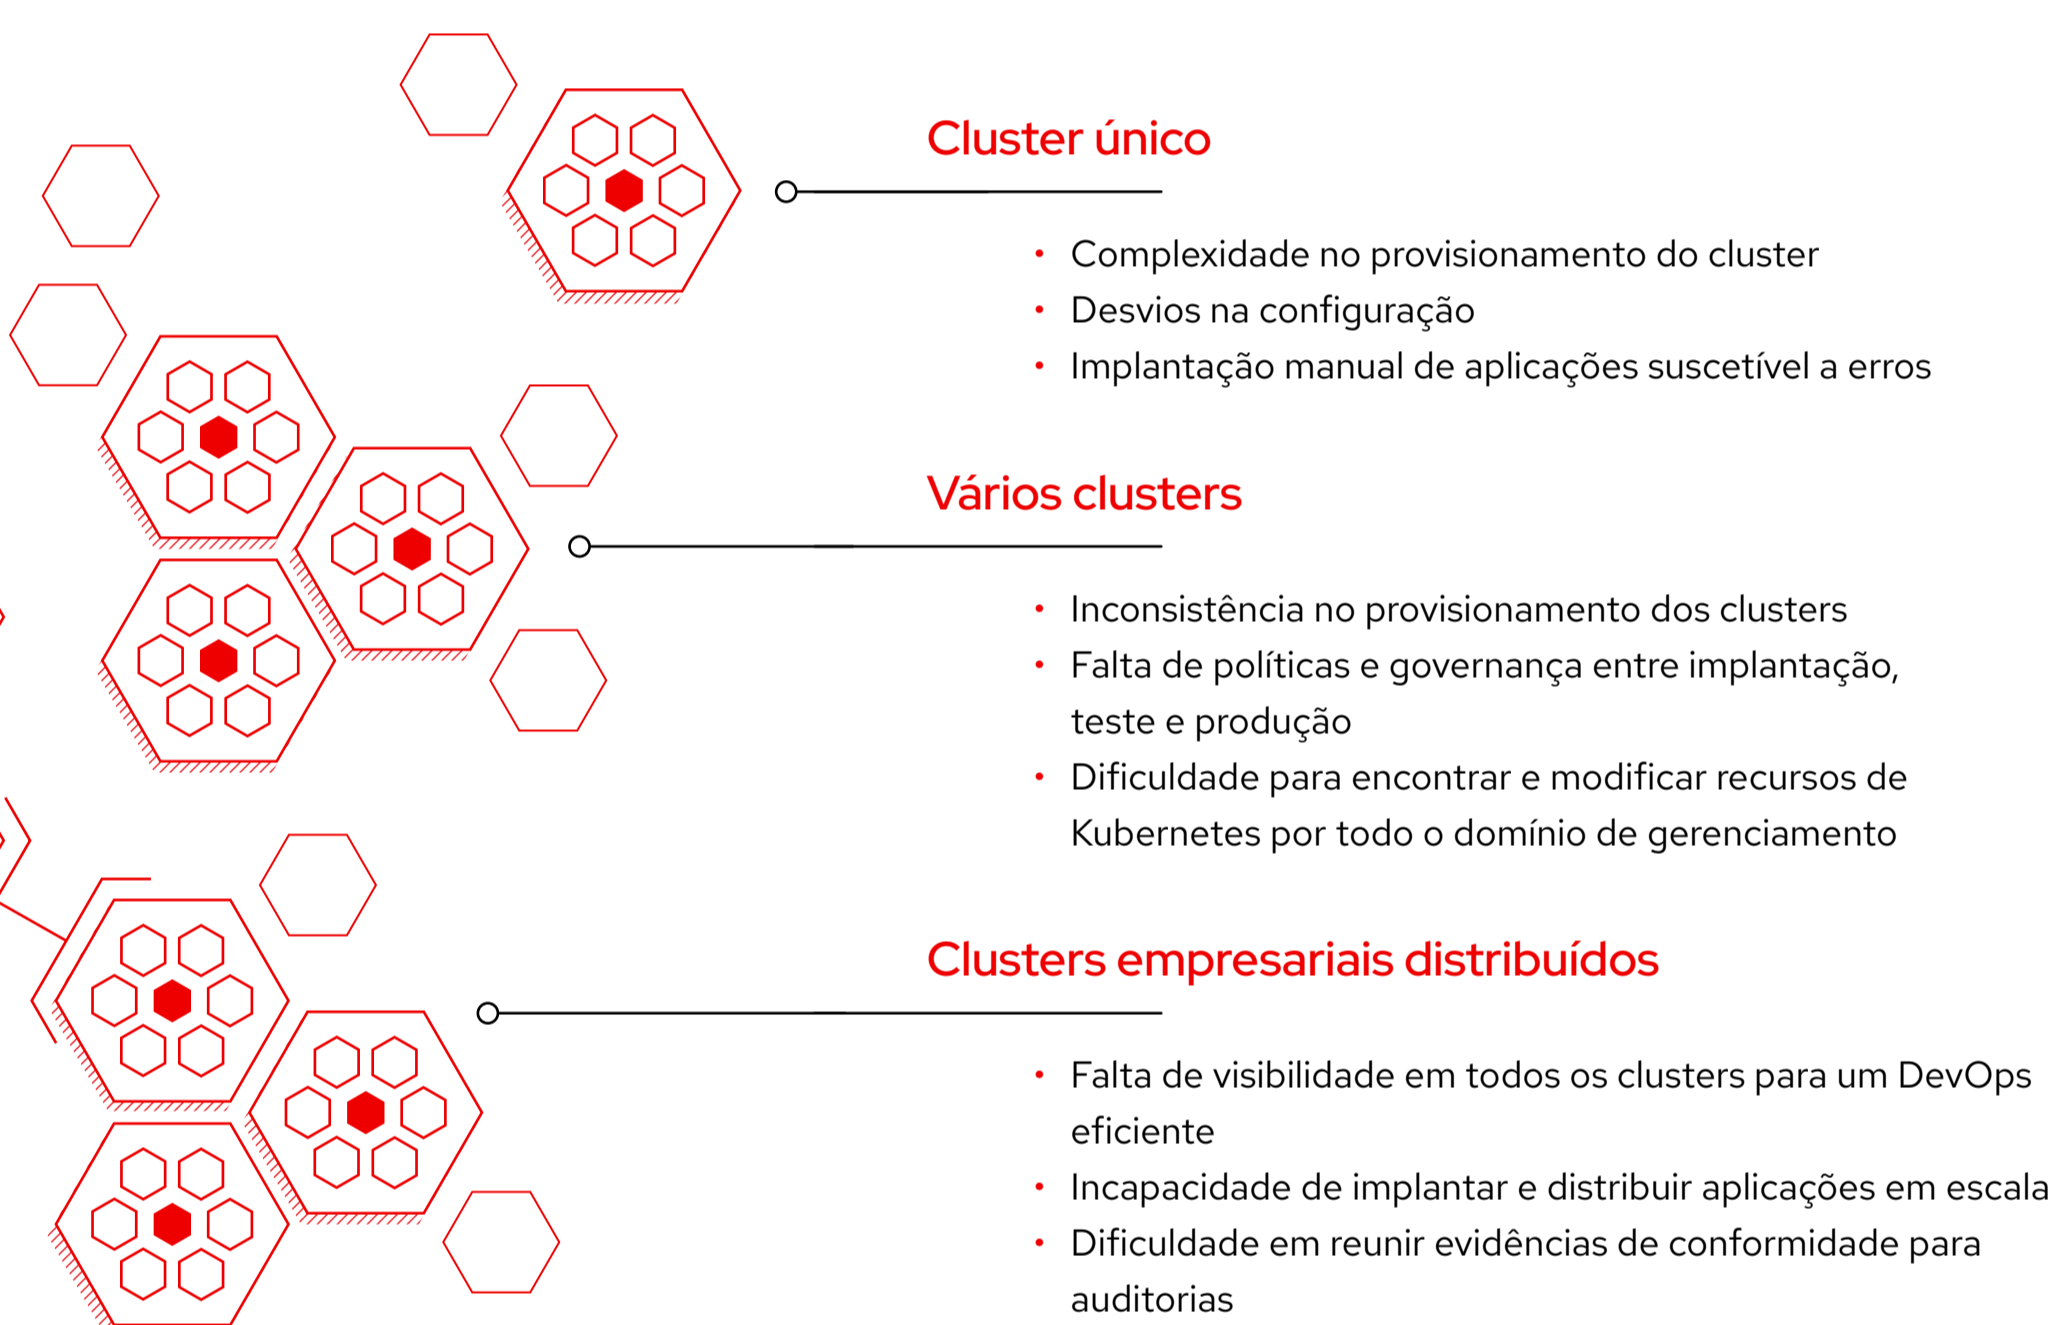 Cluster único
• Complexidade no provisionamento do cluster
• Desvios na configuração
• Implantação manual de aplicações suscetível a erros
Vários clusters
• Inconsistência no provisionamento dos clusters
• Falta de políticas e governança entre implantação,
teste e produção
• Dificuldade para encontrar e modificar recursos de
Kubernetes por todo o domínio de gerenciamento
Clusters empresariais distribuídos
• Falta de visibilidade em todos os clusters para um DevOps
eficiente
• Incapacidade de implantar e distribuir aplicações em escala
• Dificuldade em reunir evidências de conformidade para
auditorias